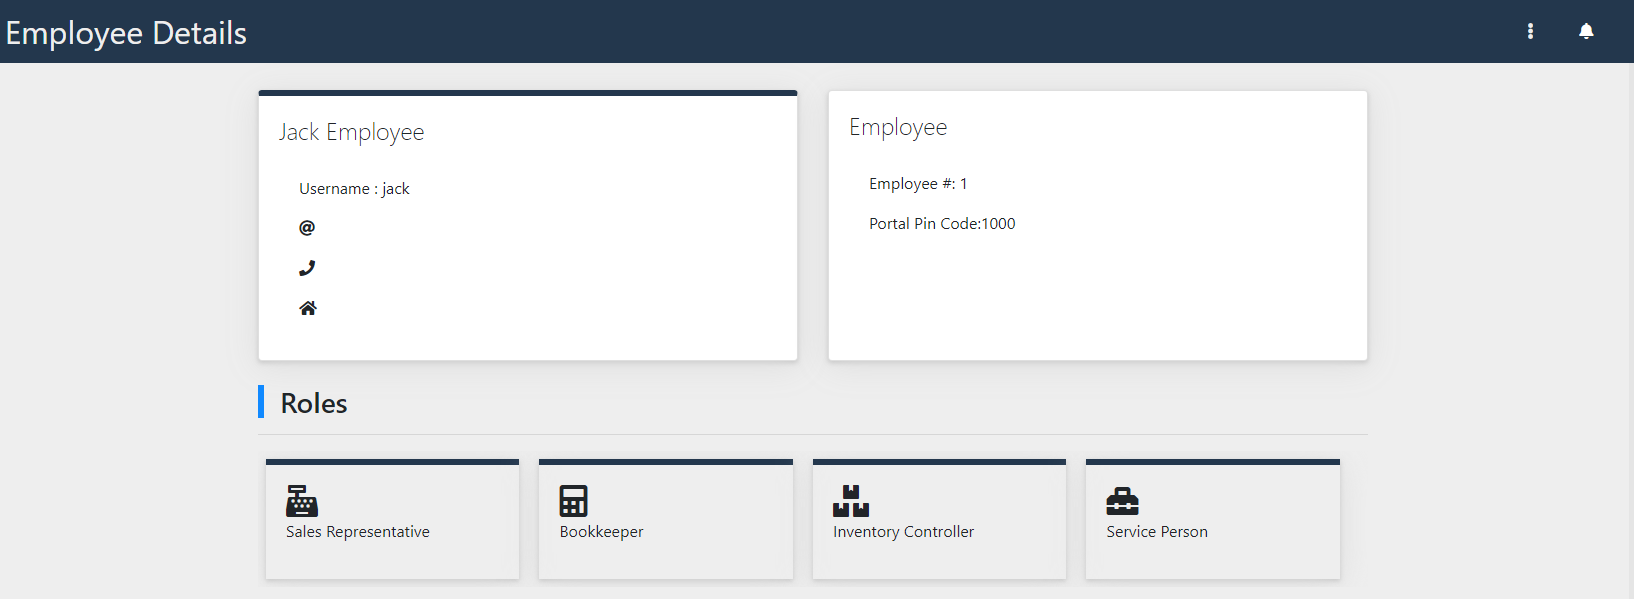 Employee Details
Jack Employee
Username : jack
@
Employee
Employee #: 1
Portal Pin Code:1000
Roles
Sales Representative
Bookkeeper
Inventory Controller
Service Person